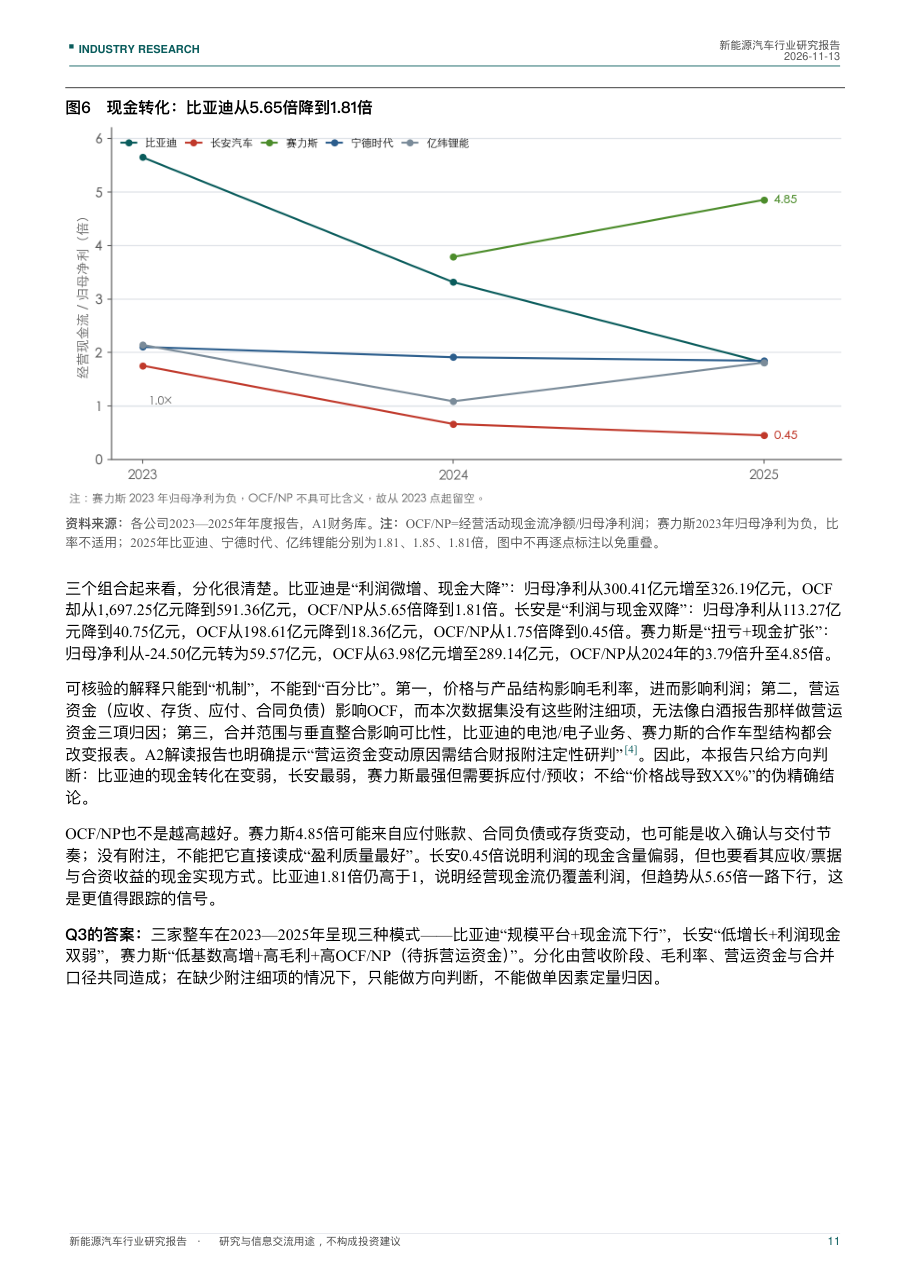 INDUSTRY RESEARCH
新能源汽车行业研究报告
2026-11-13
图6 现金转化：比亚迪从5.65倍降到1.81倍
比亚迪 长安汽车 赛力斯 宁德时代 亿纬锂能
经营现金流 / 归母净利（倍）
6
5
4
3
2
1
0
4.85
1.0×
0.45
2023 2024 2025
注：赛力斯 2023 年归母净利为负，OCF/NP 不具可比含义，故从 2023 点起留空。
资料来源：各公司2023—2025年年度报告，A1财务库。注：OCF/NP=经营活动现金流净额/归母净利润；赛力斯2023年归母净利为负，比
率不适用；2025年比亚迪、宁德时代、亿纬锂能分别为1.81、1.85、1.81倍，图中不再逐点标注以免重叠。
三个组合起来看，分化很清楚。比亚迪是“利润微增、现金大降”：归母净利从300.41亿元增至326.19亿元，OCF
却从1,697.25亿元降到591.36亿元，OCF/NP从5.65倍降到1.81倍。长安是“利润与现金双降”：归母净利从113.27亿
元降到40.75亿元，OCF从198.61亿元降到18.36亿元，OCF/NP从1.75倍降到0.45倍。赛力斯是“扭亏+现金扩张”：
归母净利从-24.50亿元转为59.57亿元，OCF从63.98亿元增至289.14亿元，OCF/NP从2024年的3.79倍升至4.85倍。
可核验的解释只能到“机制”，不能到“百分比”。第一，价格与产品结构影响毛利率，进而影响利润；第二，营运
资金（应收、存货、应付、合同负债）影响OCF，而本次数据集没有这些附注细项，无法像白酒报告那样做营运
资金三项归因；第三，合并范围与垂直整合影响可比性，比亚迪的电池/电子业务、赛力斯的合作车型结构都会
改变报表。A2解读报告也明确提示“营运资金变动原因需结合财报附注定性研判”[4]。因此，本报告只给方向判
断：比亚迪的现金转化在变弱，长安最弱，赛力斯最强但需要拆应付/预收；不给“价格战导致XX%”的伪精确结
论。
OCF/NP也不是越高越好。赛力斯4.85倍可能来自应付账款、合同负债或存货变动，也可能是收入确认与交付节
奏；没有附注，不能把它直接读成“盈利质量最好”。长安0.45倍说明利润的现金含量偏弱，但也要看其应收/票据
与合资收益的现金实现方式。比亚迪1.81倍仍高于1，说明经营现金流仍覆盖利润，但趋势从5.65倍一路下行，这
是更值得跟踪的信号。
Q3的答案：三家整车在2023—2025年呈现三种模式——比亚迪“规模平台+现金流下行”，长安“低增长+利润现金
双弱”，赛力斯“低基数高增+高毛利+高OCF/NP（待拆营运资金）”。分化由营收阶段、毛利率、营运资金与合并
口径共同造成；在缺少附注细项的情况下，只能做方向判断，不能做单因素定量归因。
新能源汽车行业研究报告 · 研究与信息交流用途，不构成投资建议
11